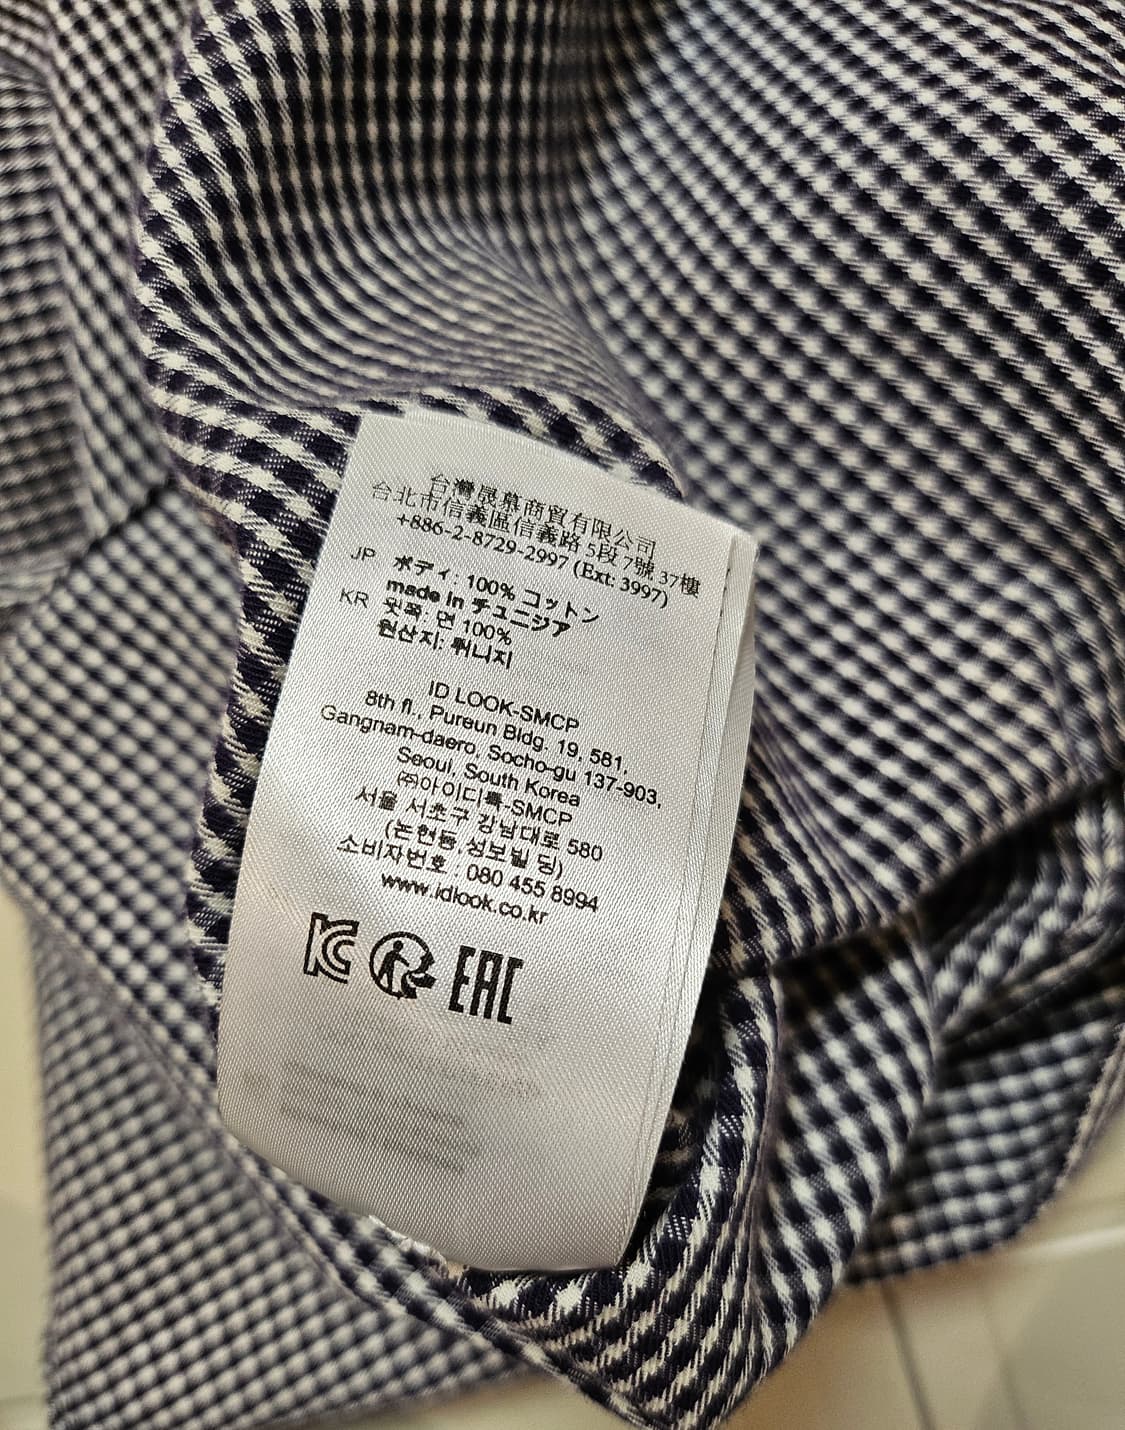 台灣晟慕商貿有限公司
台北市信義區信義路 5段 7號 37樓
+886-2-8729-2997 (Ext: 3997)
JP ボディ: 100% コットン
made in チュニジア
KR 윗쪽: 면 100%
원산지: 튀니지
ID LOOK-SMCP
8th fl., Pureun Bldg. 19, 581,
Gangnam-daero, Socho-gu 137-903,
Seoul, South Korea
㈜아이디룩-SMCP
서울 서초구 강남대로 580
(논현동,성보빌 딩)
소비자번호 : 080 455 8994
www.idlook.co.kr
KC EAC